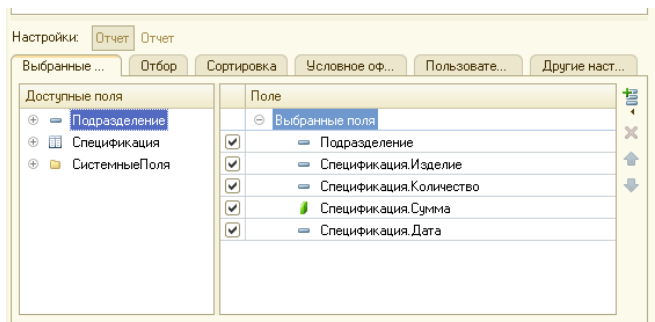 Настройки: Отчет Отчет
Выбранные ... Отбор Сортировка Условное оф... Пользовате... Другие наст...
Доступные поля Поле
Подразделение Выбранные поля
Спецификация Подразделение
СистемныеПоля Спецификация.Изделие
Спецификация.Количество
Спецификация.Сумма
Спецификация.Дата